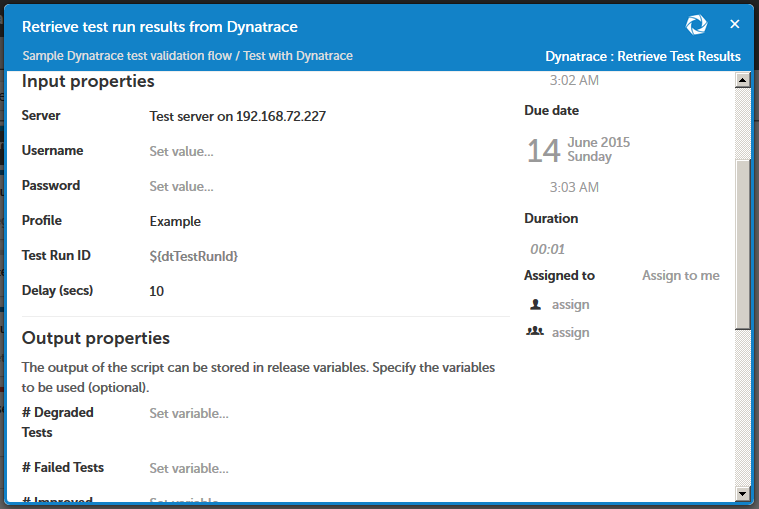 Retrieve test run results from Dynatrace
Sample Dynatrace test validation flow / Test with Dynatrace
Dynatrace : Retrieve Test Results
Input properties
Server
Test server on 192.168.72.227
Username
Set value...
Password
Set value...
Profile
Example
Test Run ID
${dtTestRunId}
Delay (secs)
10
Output properties
The output of the script can be stored in release variables. Specify the variables
to be used (optional).
# Degraded
Tests
Set variable...
# Failed Tests
Set variable...
# Improved
Set variable...
3:02 AM
Due date
14
June 2015
Sunday
3:03 AM
Duration
00:01
Assigned to
Assign to me
assign
assign